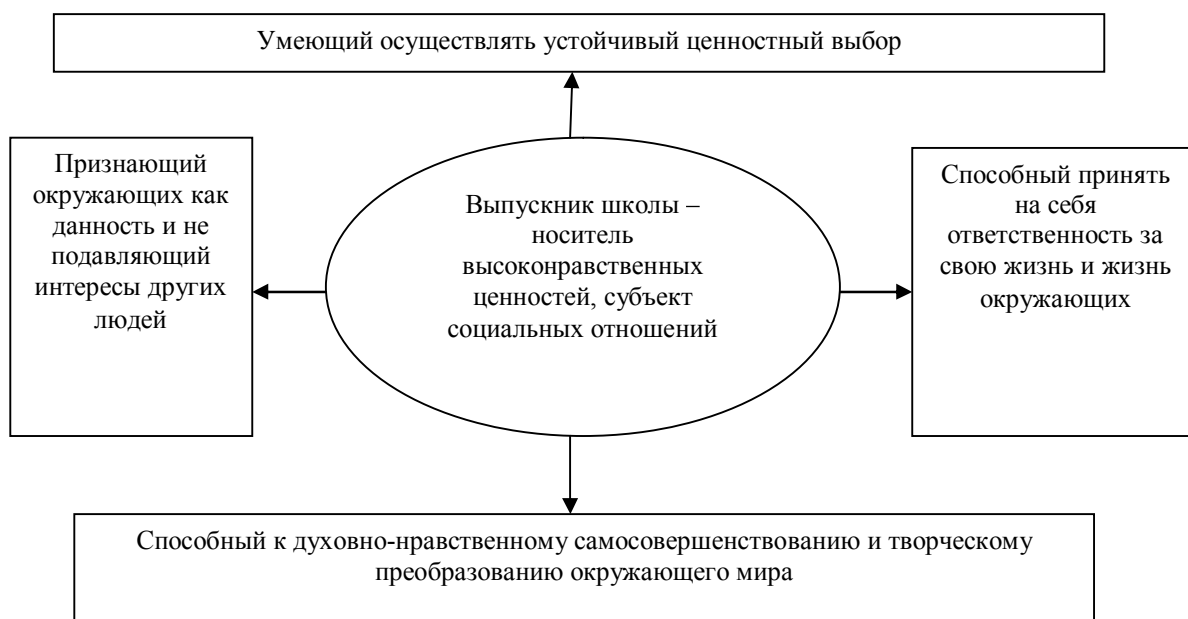 Умеющий осуществлять устойчивый ценностный выбор
Признающий
окружающих как
данность и не
подавляющий
интересы других
людей
Выпускник школы –
носитель
высоконравственных
ценностей, субъект
социальных отношений
Способный принять
на себя
ответственность за
свою жизнь и жизнь
окружающих
Способный к духовно-нравственному самосовершенствованию и творческому
преобразованию окружающего мира